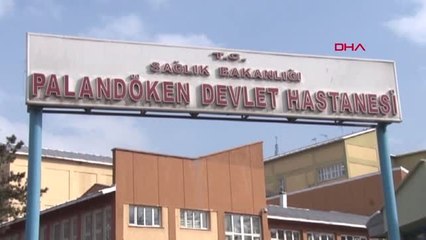 DHA
T.C.
SAĞLIK BAKANLIĞI
PALANDÖKEN DEVLET HASTANESİ